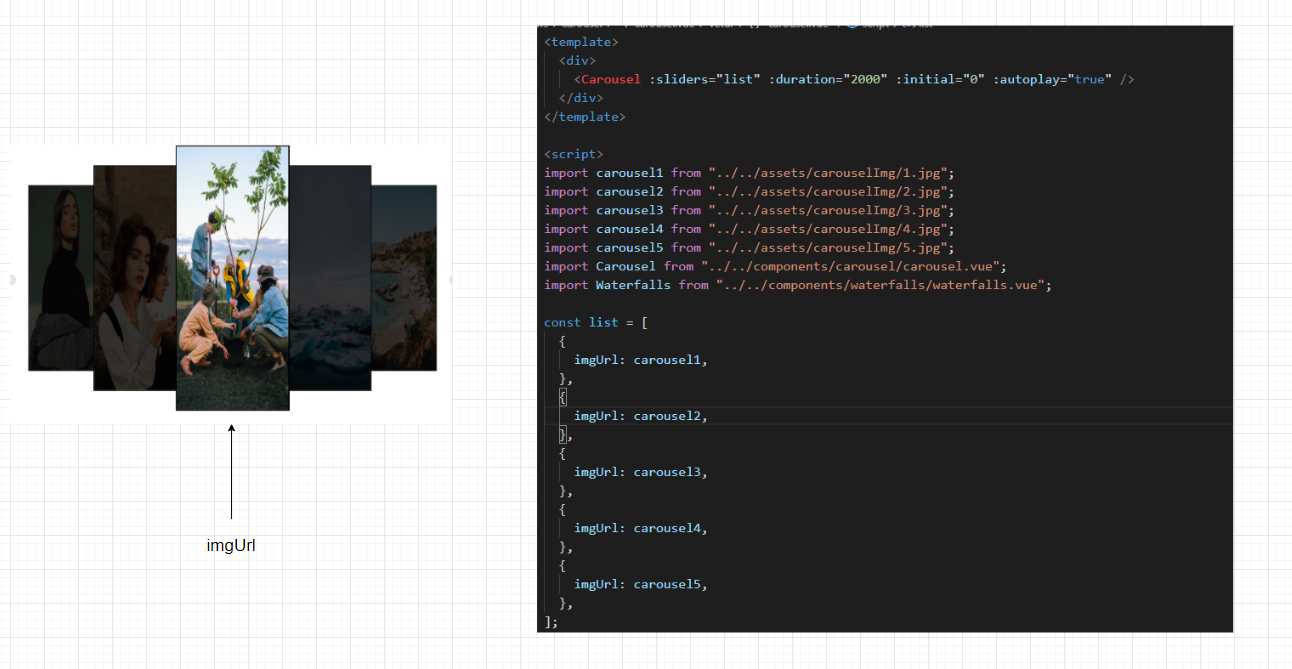 imgUrl
<template>
<div>
<Carousel :sliders="list" :duration="2000" :initial="0" :autoplay="true" />
</div>
</template>
<script>
import carousel1 from "../../assets/carouselImg/1.jpg";
import carousel2 from "../../assets/carouselImg/2.jpg";
import carousel3 from "../../assets/carouselImg/3.jpg";
import carousel4 from "../../assets/carouselImg/4.jpg";
import carousel5 from "../../assets/carouselImg/5.jpg";
import Carousel from "../../components/carousel/carousel.vue";
import Waterfalls from "../../components/waterfalls/waterfalls.vue";
const list = [
{
imgUrl: carousel1,
},
{
imgUrl: carousel2,
},
{
imgUrl: carousel3,
},
{
imgUrl: carousel4,
},
{
imgUrl: carousel5,
},
];